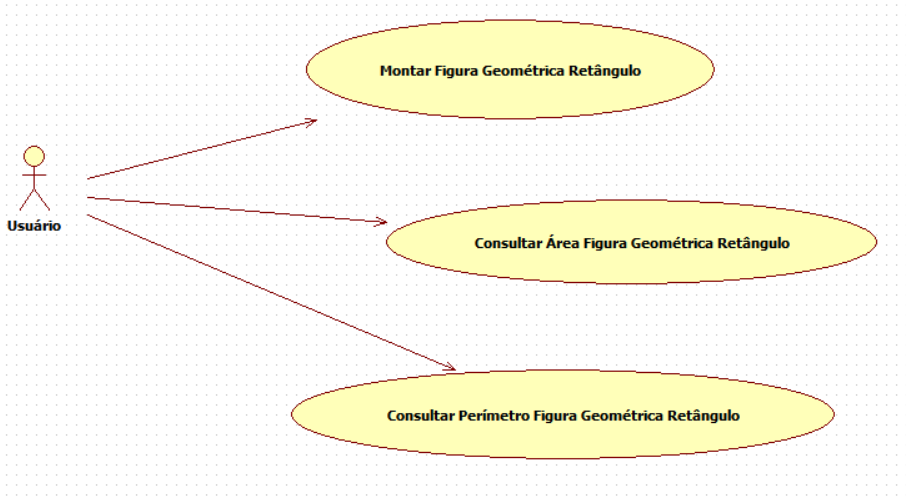 Montar Figura Geométrica Retângulo
Usuário
Consultar Área Figura Geométrica Retângulo
Consultar Perímetro Figura Geométrica Retângulo